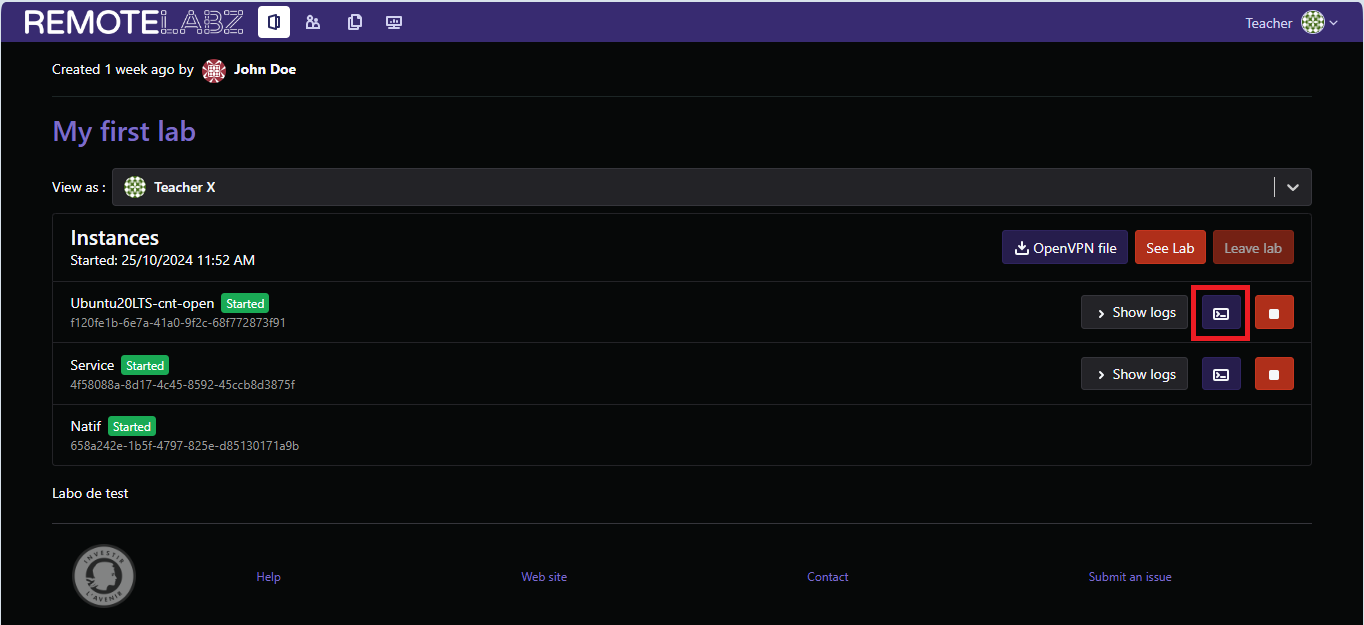 REMOTELABZ
Teacher
Created 1 week ago by John Doe
My first lab
View as : Teacher X
Instances
Started: 25/10/2024 11:52 AM
OpenVPN file See Lab Leave lab
Ubuntu20LTS-cnt-open Started
f120fe1b-6e7a-41a0-9f2c-68f772873f91
Show logs
Service Started
4f58088a-8d17-4c45-8592-45ccb8d3875f
Show logs
Natif Started
658a242e-1b5f-4797-825e-d85130171a9b
Labo de test
INVESTIR
L'AVENIR
Help Web site Contact Submit an issue